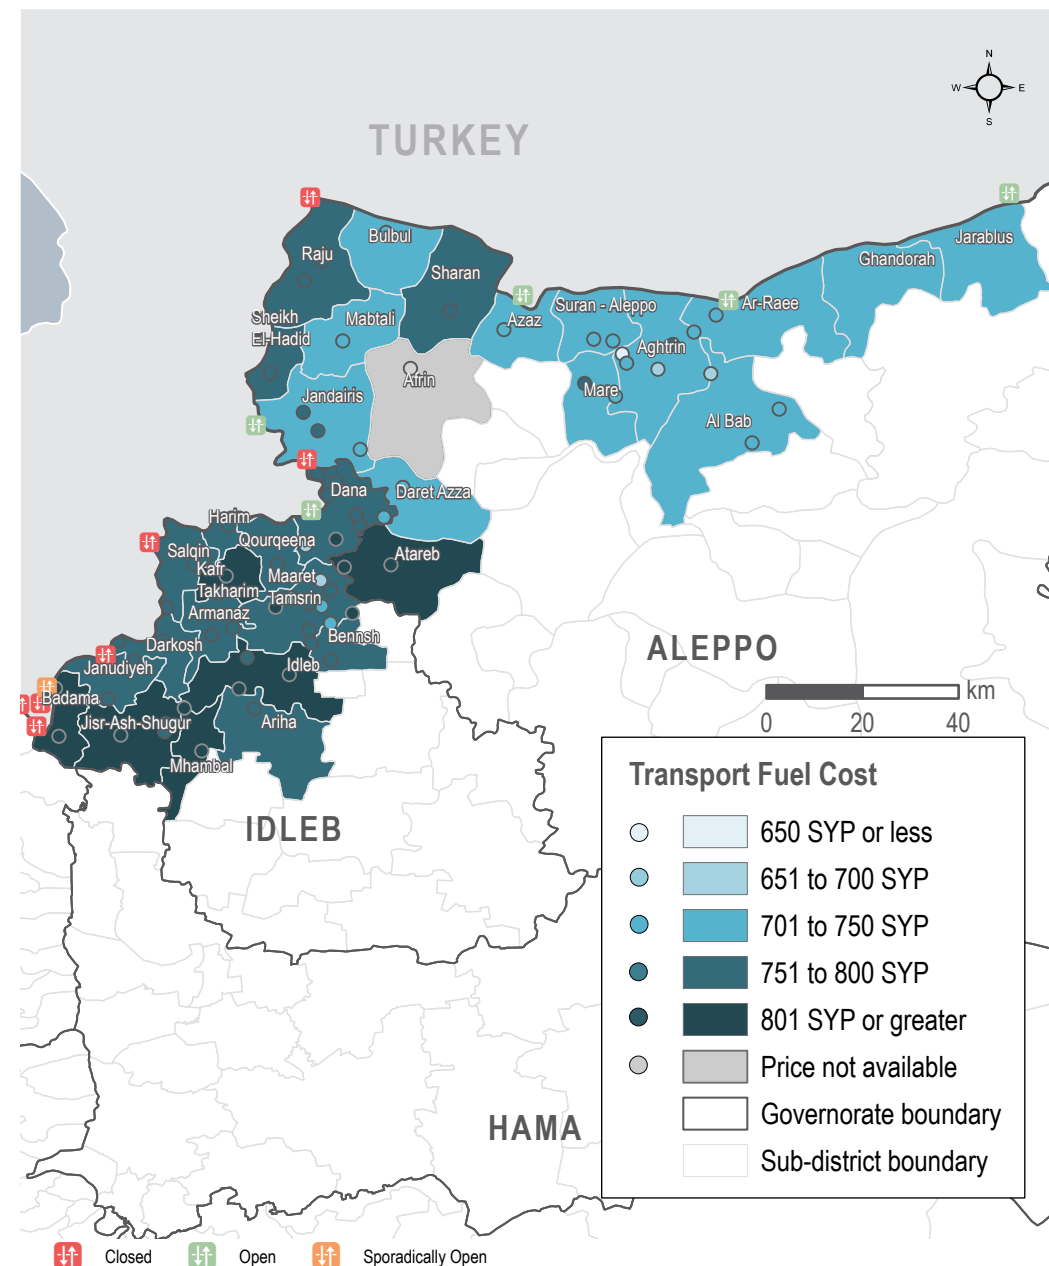 N
W E
S
TURKEY
Jarablus
Bulbul
Raju
Ghandorah
Sharan
Suran - Aleppo
Ar-Raee
Sheikh
El-Hadid
Mabtali
Azaz
Aghtrin
Afrin
Jandairis
Mare
Al Bab
Dana
Daret Azza
Harim
Qourqeena
Salqin
Atareb
Kafr
Takharim
Maaret
Tamsrin
Armanaz
Darkosh
Bennsh
Janudiyeh
Idleb
ALEPPO
Badama
km
0 20 40
Jisr-Ash-Shugur
Ariha
Mhambal
IDLEB
Transport Fuel Cost
650 SYP or less
651 to 700 SYP
701 to 750 SYP
751 to 800 SYP
801 SYP or greater
Price not available
Governorate boundary
Sub-district boundary
HAMA
Closed
Open
Sporadically Open